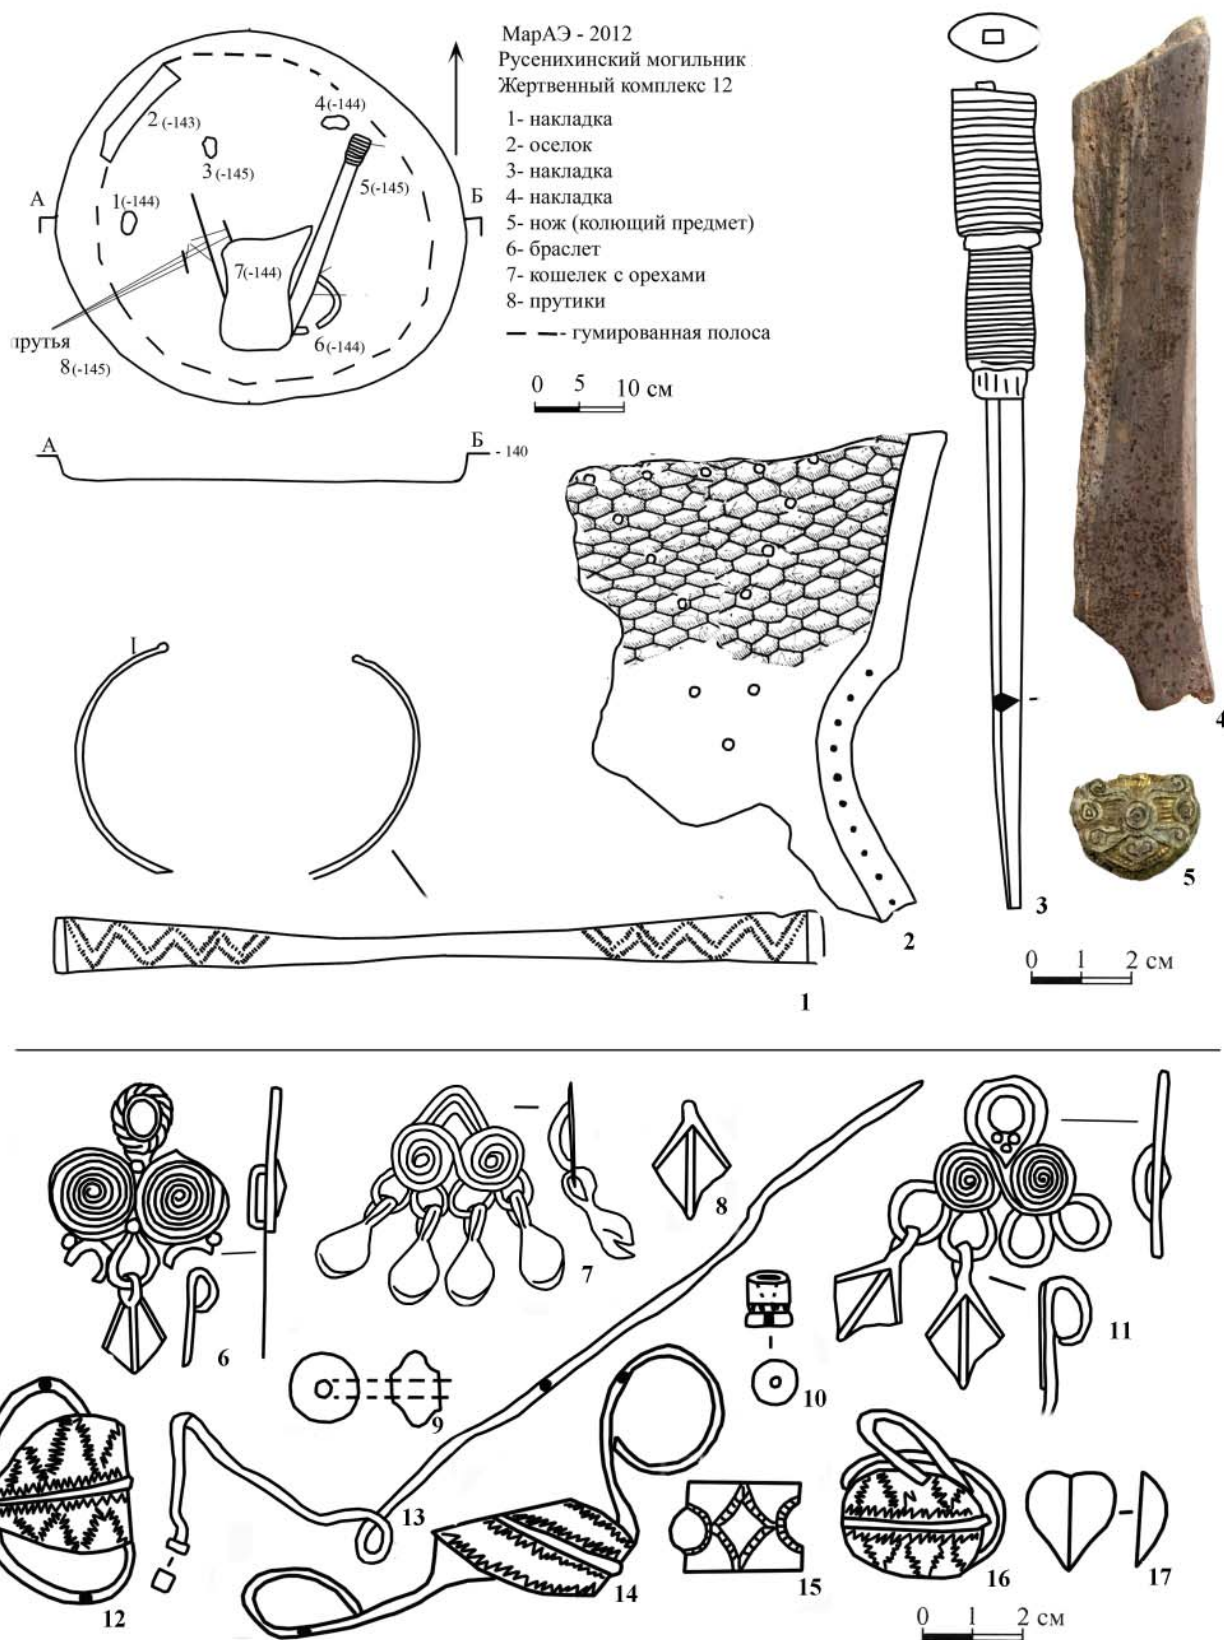 МарАЭ - 2012
Русенихинский могильник
Жертвенный комплекс 12
1- накладка
2- оселок
3- накладка
4- накладка
5- нож (колющий предмет)
6- браслет
7- кошелек с орехами
8- прутики
- гумированная полоса
0 5 10 см
4(-144)
2(-143)
3(-145)
5(-145)
А
Б
1(-144)
7(-144)
6(-144)
прутья
8(-145)
А
Б
- 140
I
1
2
3
4
5
0 1 2 см
6
7
8
9
10
11
12
13
14
15
16
17
0 1 2 см